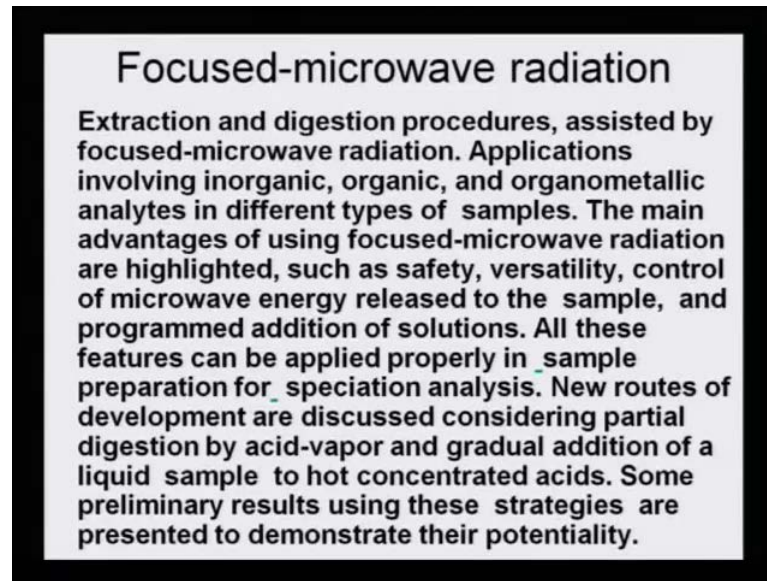 Focused-microwave radiation
Extraction and digestion procedures, assisted by
focused-microwave radiation. Applications
involving inorganic, organic, and organometallic
analytes in different types of  samples. The main
advantages of using focused-microwave radiation
are highlighted, such as safety, versatility, control
of microwave energy released to the  sample,  and
programmed addition of solutions. All these
features can be applied properly in _sample
preparation for_ speciation analysis. New routes of
development are discussed considering partial
digestion by acid-vapor and gradual addition of a
liquid  sample  to hot concentrated acids. Some
preliminary results using these  strategies  are
presented to demonstrate their potentiality.